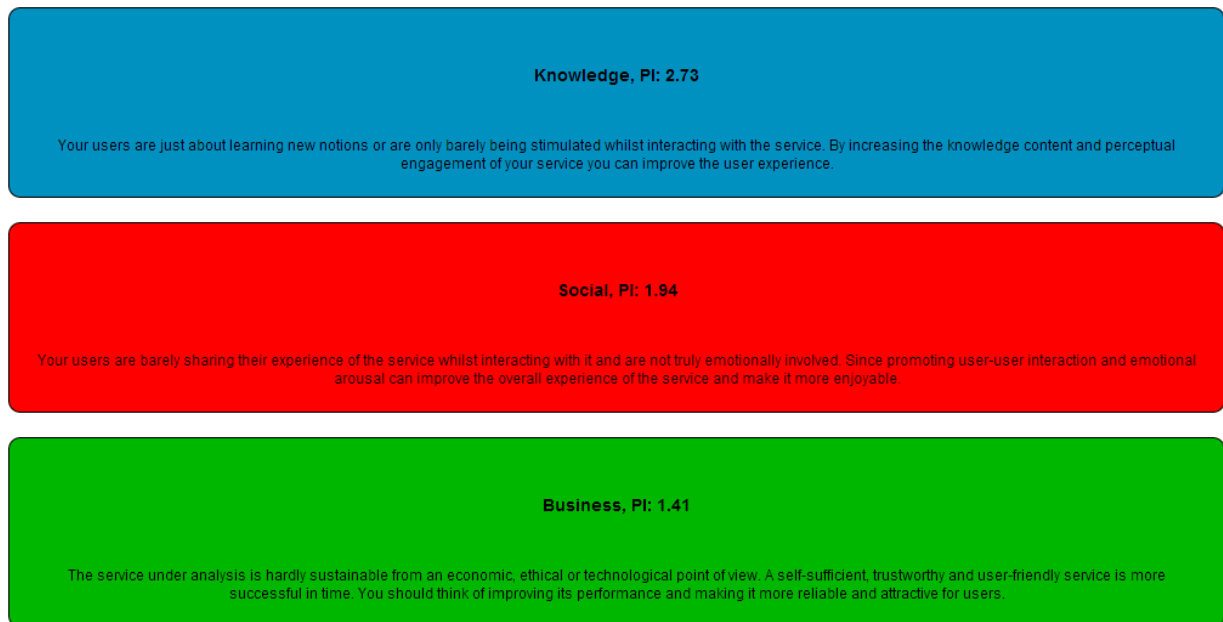 Knowledge, PI: 2.73
Your users are just about learning new notions or are only barely being stimulated whilst interacting with the service. By increasing the knowledge content and perceptual
engagement of your service you can improve the user experience.
Social, PI: 1.94
Your users are barely sharing their experience of the service whilst interacting with it and are not truly emotionally involved. Since promoting user-user interaction and emotional
arousal can improve the overall experience of the service and make it more enjoyable.
Business, PI: 1.41
The service under analysis is hardly sustainable from an economic, ethical or technological point of view. A self-sufficient, trustworthy and user-friendly service is more
successful in time. You should think of improving its performance and making it more reliable and attractive for users.